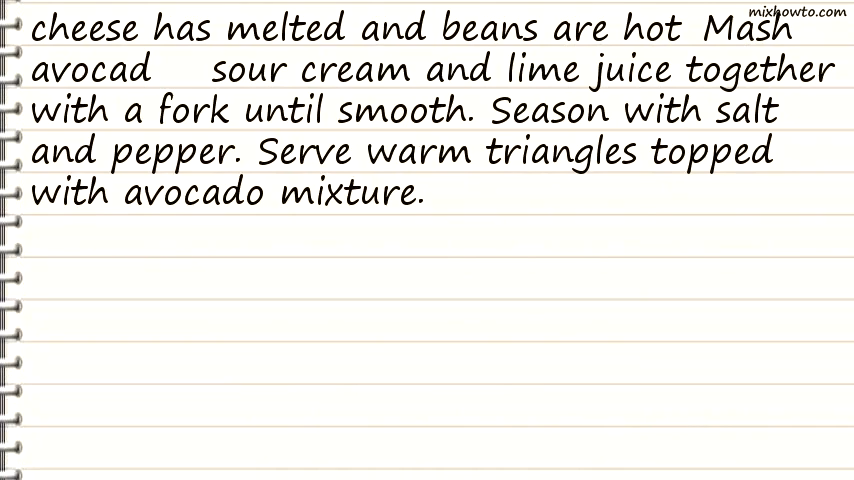 mixhowto.com
cheese has melted and beans are hot Mash
avocad sour cream and lime juice together
with a fork until smooth. Season with salt
and pepper. Serve warm triangles topped
with avocado mixture.